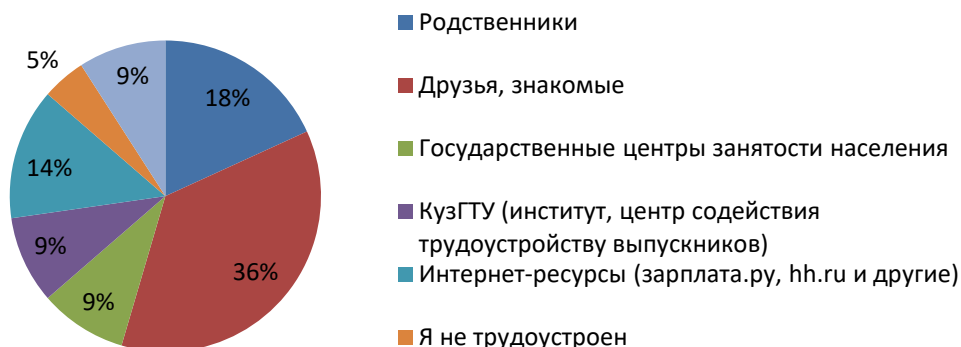 5%
9%
18%
14%
9%
9%
36%
Родственники
Друзья, знакомые
Государственные центры занятости населения
КузГТУ (институт, центр содействия
трудоустройству выпускников)
Интернет-ресурсы (зарплата.ру, hh.ru и другие)
Я не трудоустроен